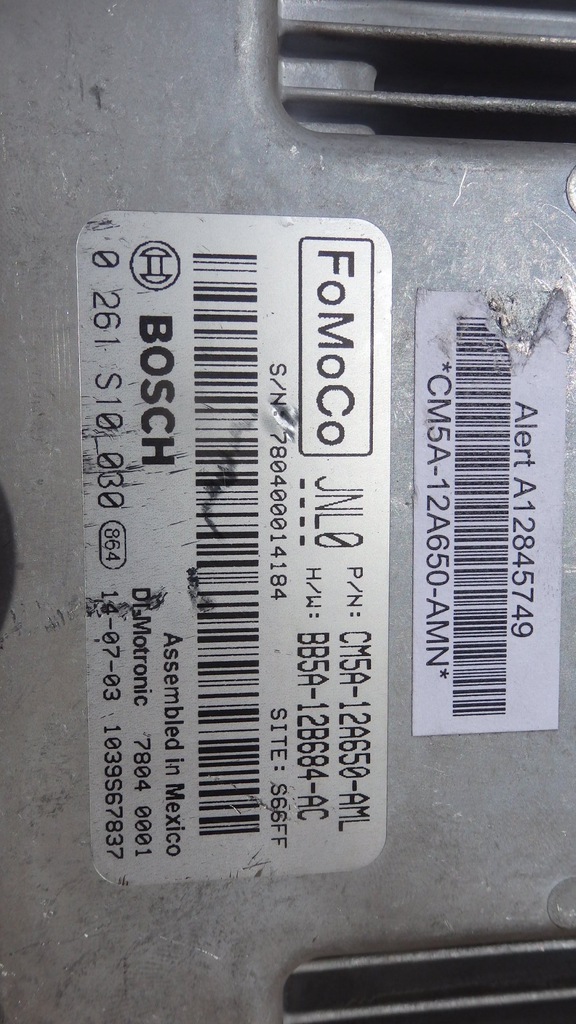 Alert A12845749
*CM5A-12A650-AMN*
FoMoCo
JNL0
P/N: CM5A-12A650-AML
H/W: BB5A-12B684-AC
S/N: 780400014184 SITE: S66FF
BOSCH
Assembled in Mexico
DI-Motronic 7804 0001
0 261 S10 030 864 14-07-03 1039S67837